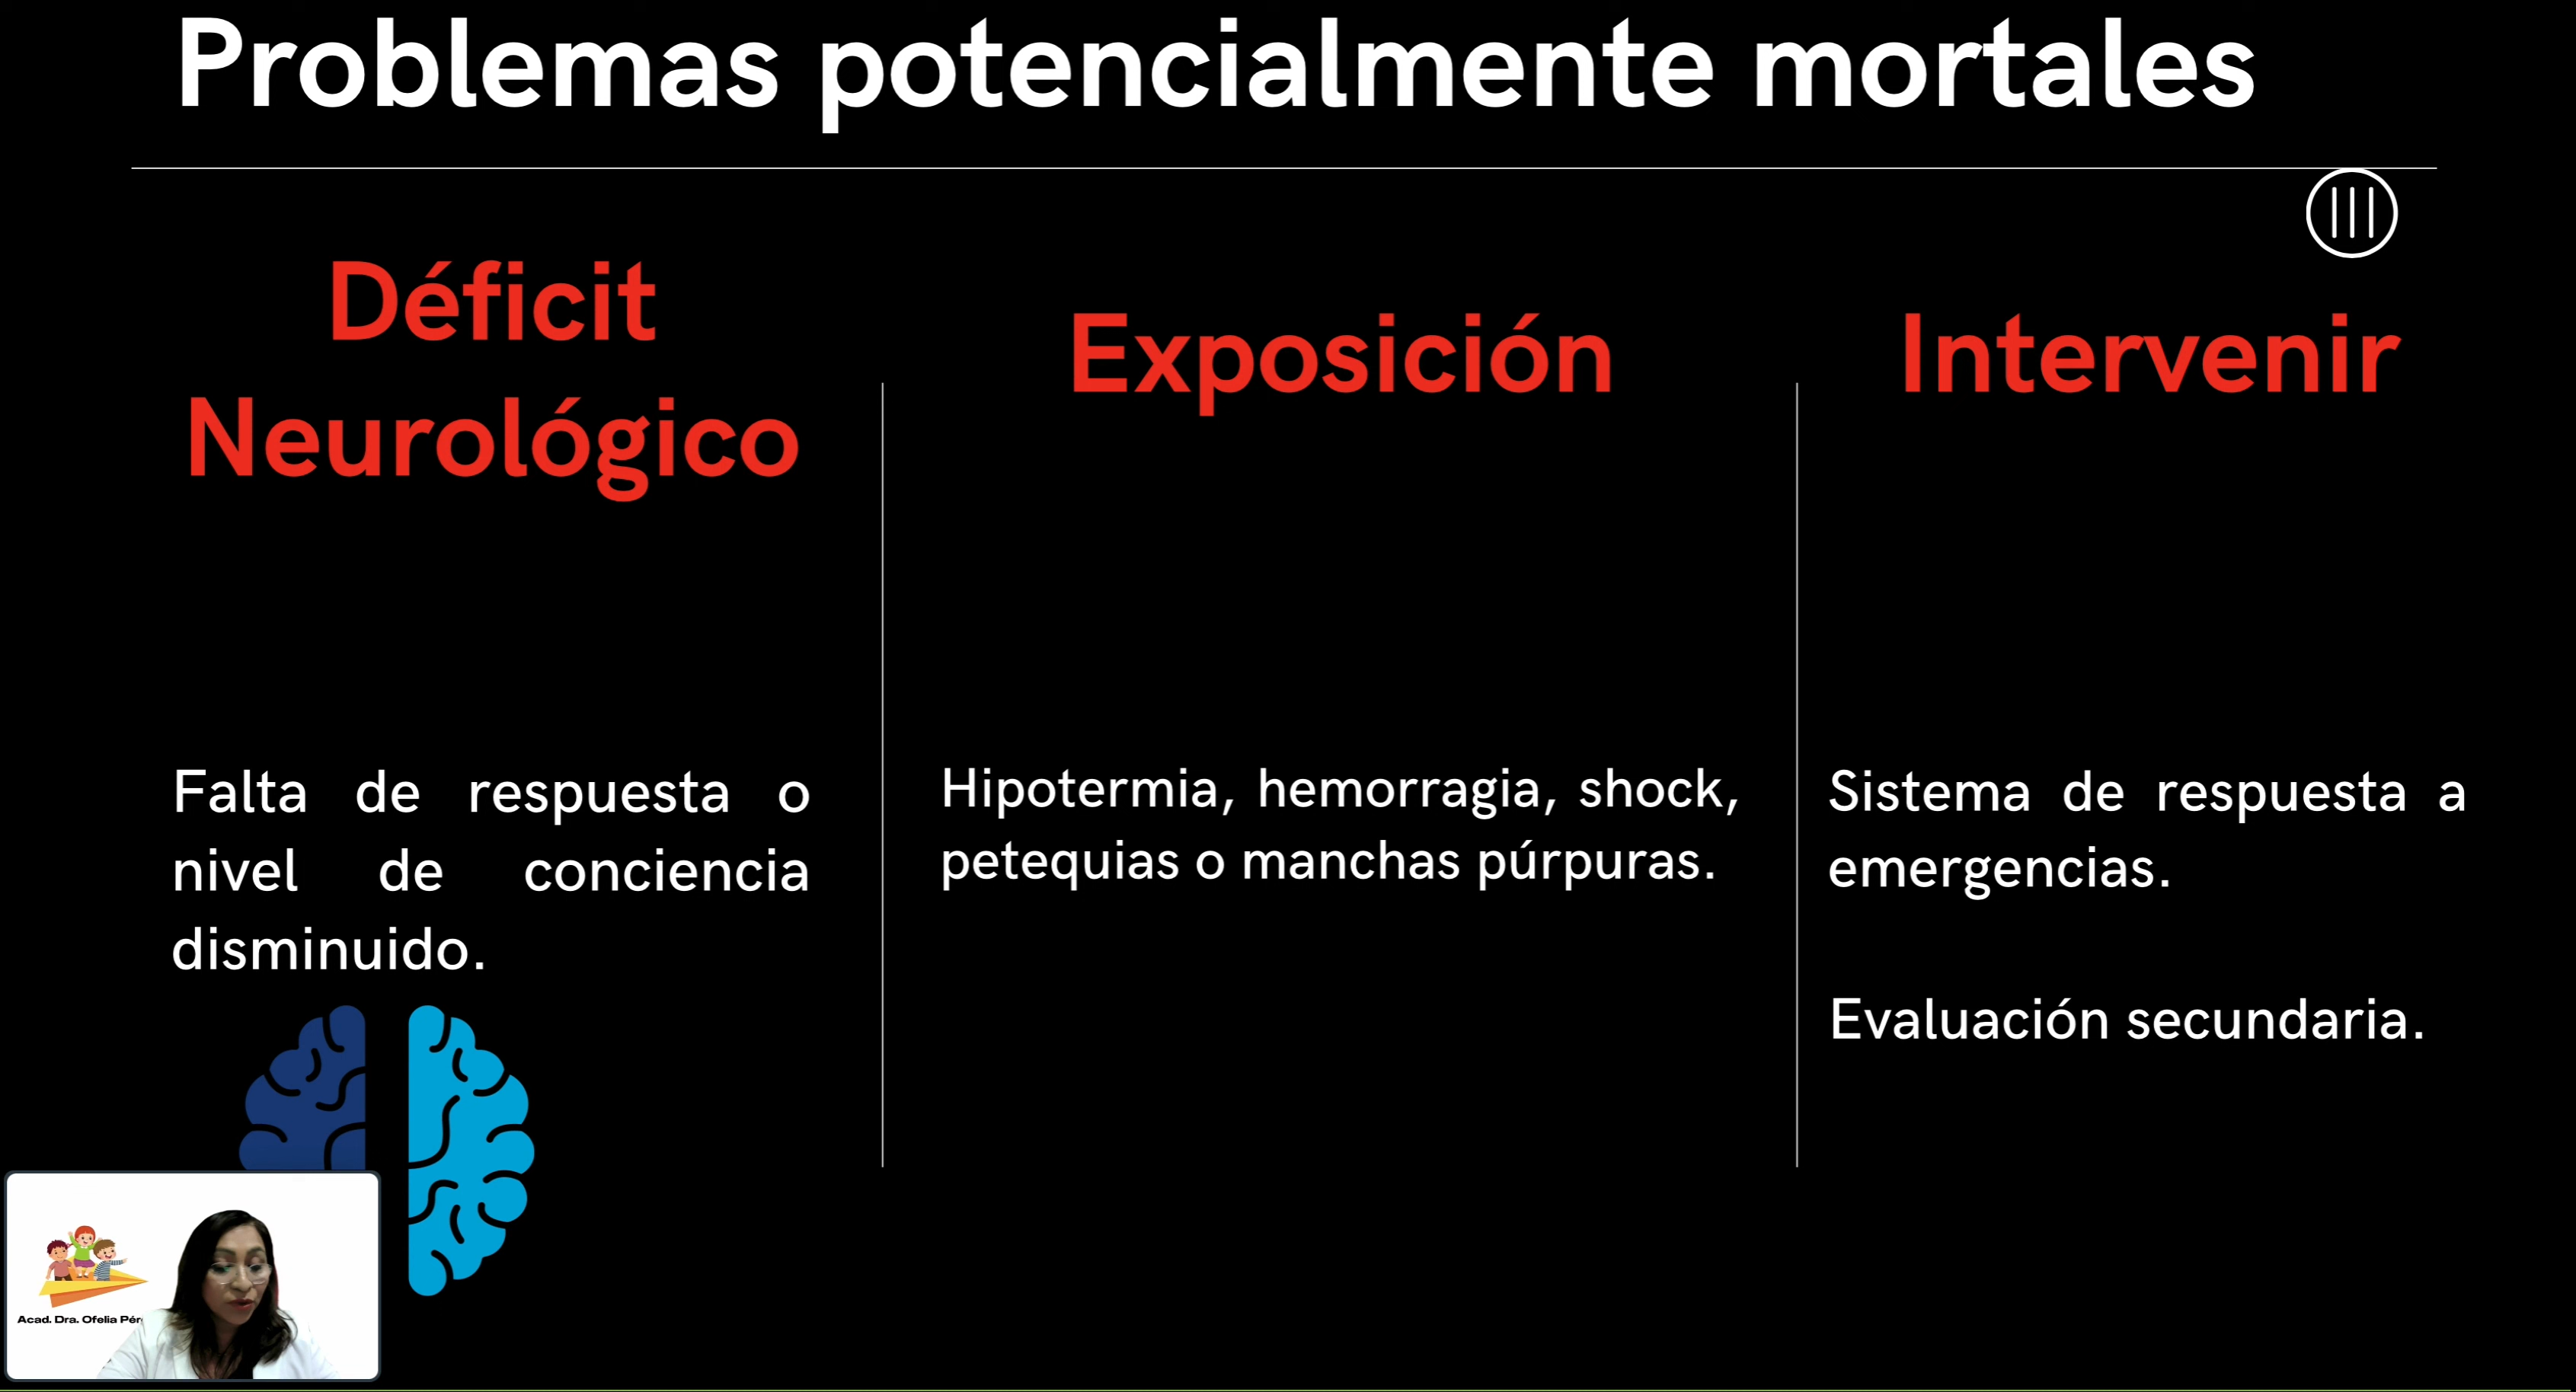 Problemas potencialmente mortales
Déficit
Neurológico
Falta de respuesta o
nivel de conciencia
disminuido.
Exposición
Hipotermia, hemorragia, shock,
petequias o manchas púrpuras.
Intervenir
Sistema de respuesta a
emergencias.
Evaluación secundaria.
Acad. Dra. Ofelia